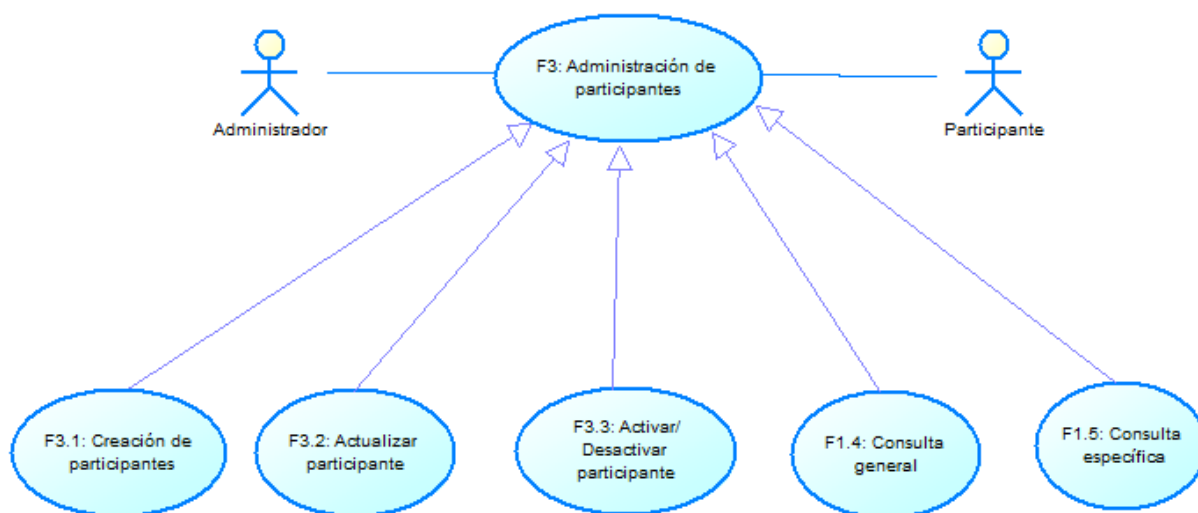 F3: Administración de
participantes
Administrador
Participante
F3.1: Creación de
participantes
F3.2: Actualizar
participante
F3.3: Activar/
Desactivar
participante
F1.4: Consulta
general
F1.5: Consulta
específica